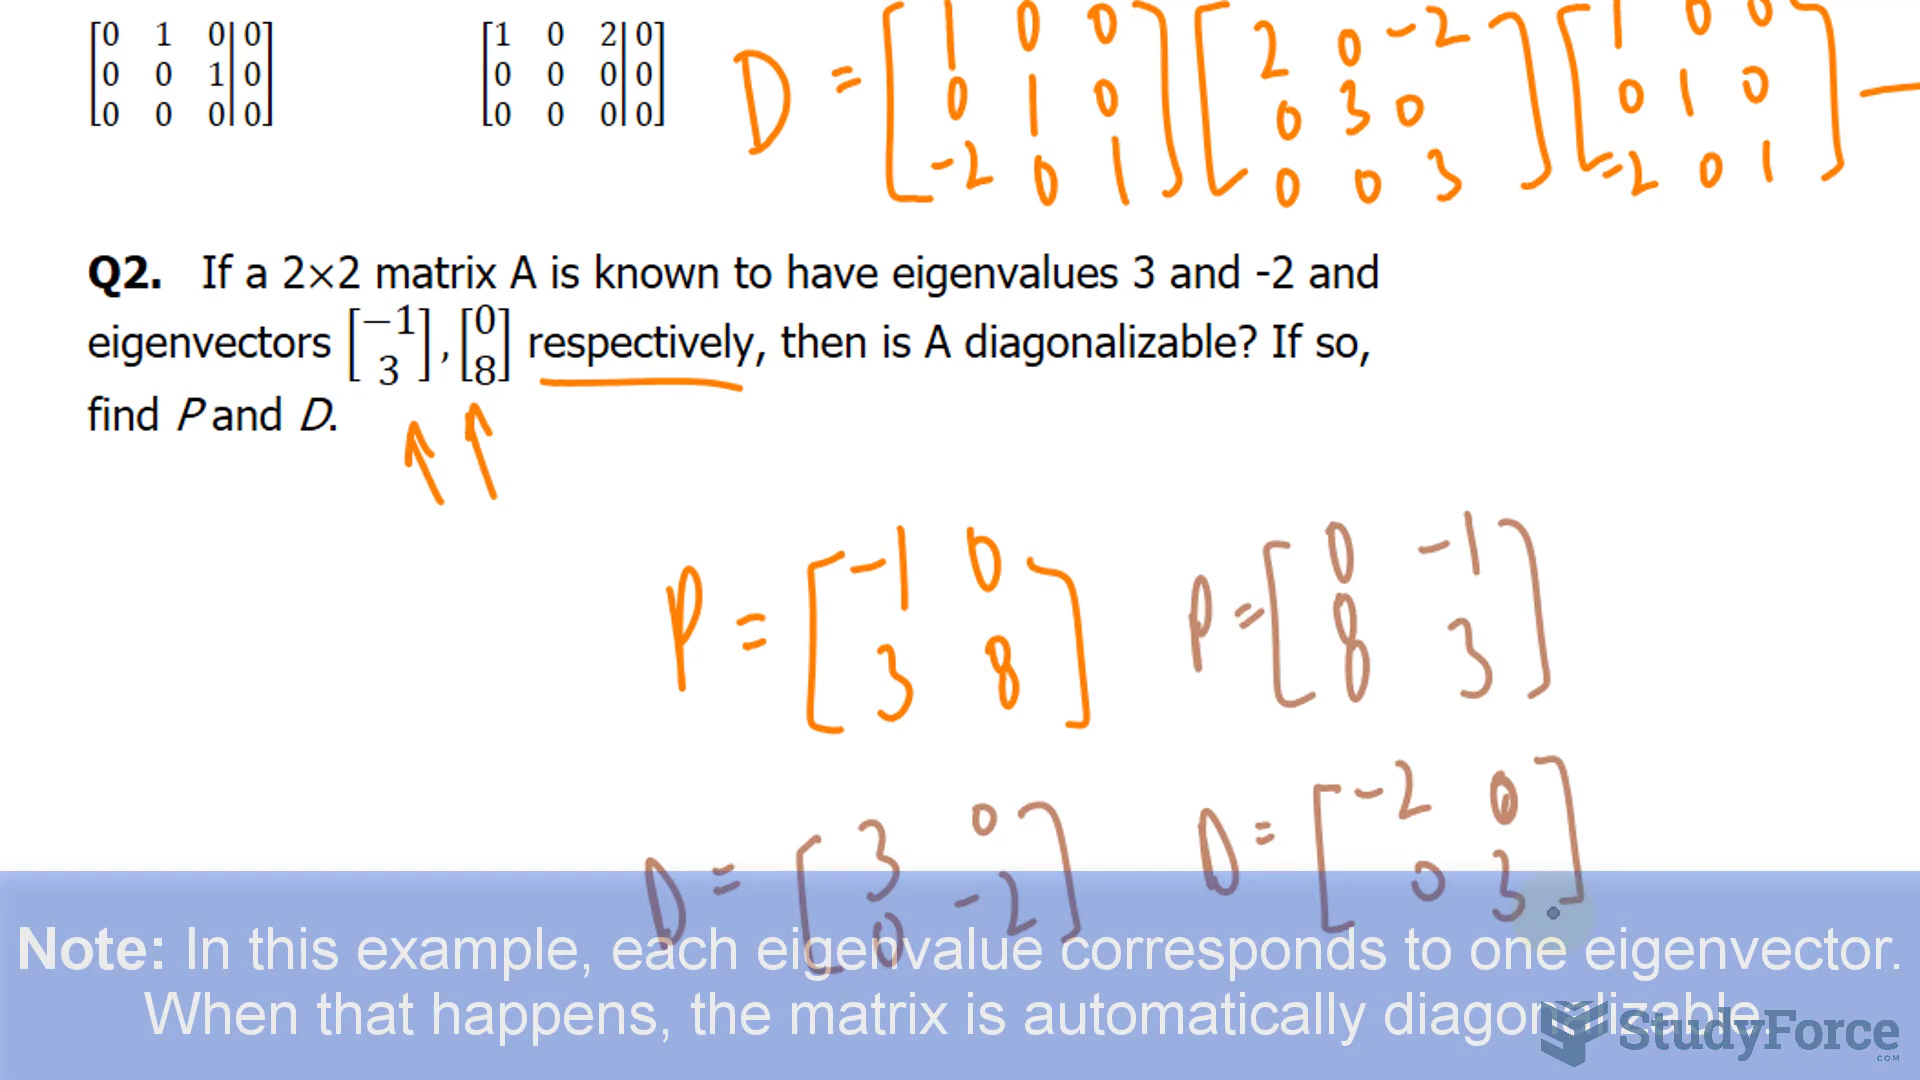 [0 1 0|0] [1 0 2|0]
[0 0 1|0] [0 0 0|0]
[0 0 0|0] [0 0 0|0]
D = [1 0 0] [2 0 -2] [1 0 0] —
[0 1 0] [0 3 0] [0 1 0]
[-2 0 1] [0 0 3] [-2 0 1]
Q2. If a 2×2 matrix A is known to have eigenvalues 3 and -2 and
eigenvectors [−1 3], [0 8] respectively, then is A diagonalizable? If so,
find P and D.
P = [-1 0] P = [0 -1]
[3 8] [8 3]
D = [3 0] D = [-2 0]
[0 -2] [0 3]
Note: In this example, each eigenvalue corresponds to one eigenvector.
When that happens, the matrix is automatically diagonalizable.
StudyForce
.COM